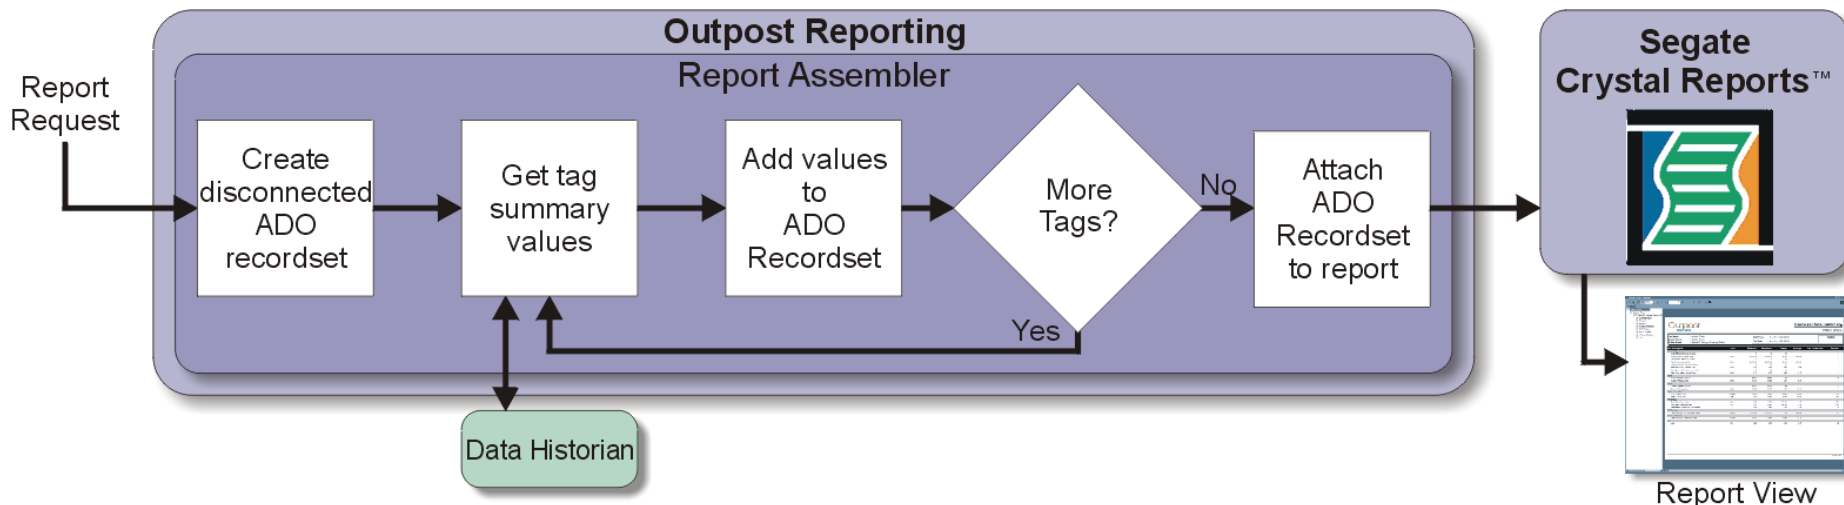 Outpost Reporting
Report Assembler
Segate
Crystal Reports™
Report
Request
Create
disconnected
ADO
recordset
Get tag
summary
values
Add values
to
ADO
Recordset
More
Tags?
No
Yes
Attach
ADO
Recordset
to report
Data Historian
Outpost
Report View